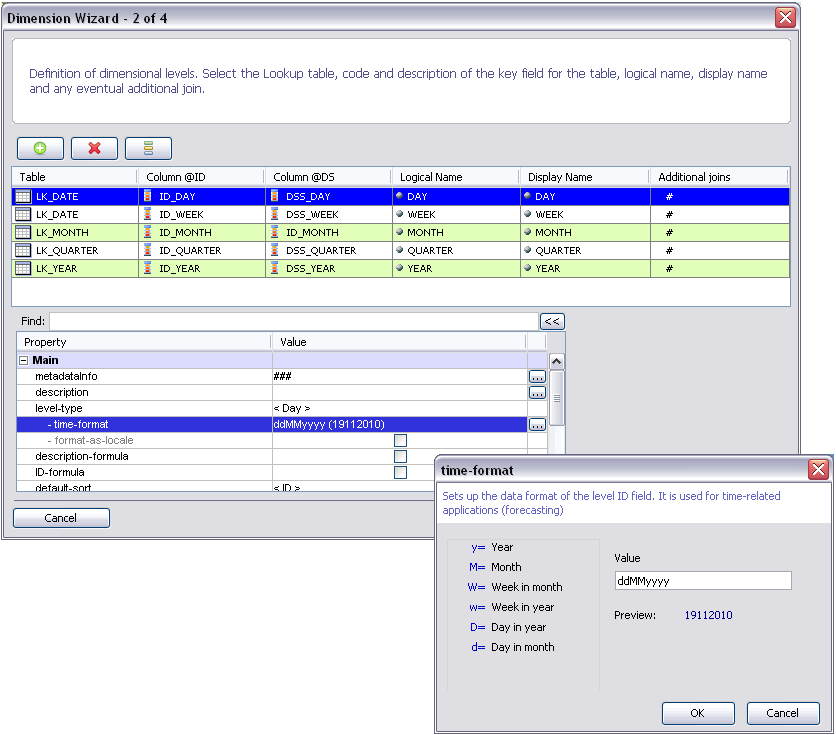 Dimension Wizard - 2 of 4
Definition of dimensional levels. Select the Lookup table, code and description of the key field for the table, logical name, display name
and any eventual additional join.
Table Column @ID Column @DS Logical Name Display Name Additional joins
LK_DATE ID_DAY DSS_DAY DAY DAY #
LK_DATE ID_WEEK DSS_WEEK WEEK WEEK #
LK_MONTH ID_MONTH ID_MONTH MONTH MONTH #
LK_QUARTER ID_QUARTER DSS_QUARTER QUARTER QUARTER #
LK_YEAR ID_YEAR DSS_YEAR YEAR YEAR #
Find: <<
Property Value
Main
metadataInfo ### ...
description ...
level-type < Day >
- time-format ddMMyyyy (19112010) ...
- format-as-locale
description-formula
ID-formula
default-sort < ID >
Cancel
time-format
Sets up the data format of the level ID field. It is used for time-related
applications (forecasting)
y= Year
M= Month
W= Week in month
w= Week in year
D= Day in year
d= Day in month
Value
ddMMyyyy
Preview: 19112010
OK Cancel